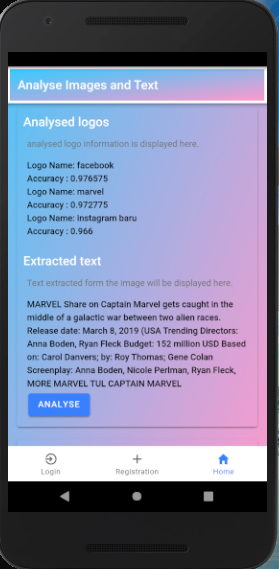 Analyse Images and Text
Analysed logos
analysed logo information is displayed here.
Logo Name: facebook
Accuracy : 0.976575
Logo Name: marvel
Accuracy : 0.972775
Logo Name: instagram baru
Accuracy : 0.966
Extracted text
Text extracted form the image will be displayed here.
MARVEL Share on Captain Marvel gets caught in the
middle of a galactic war between two alien races.
Release date: March 8, 2019 (USA Trending Directors:
Anna Boden, Ryan Fleck Budget: 152 million USD Based
on: Carol Danvers; by: Roy Thomas; Gene Colan
Screenplay: Anna Boden, Nicole Perlman, Ryan Fleck,
MORE MARVEL TUL CAPTAIN MARVEL
ANALYSE
Login
Registration
Home